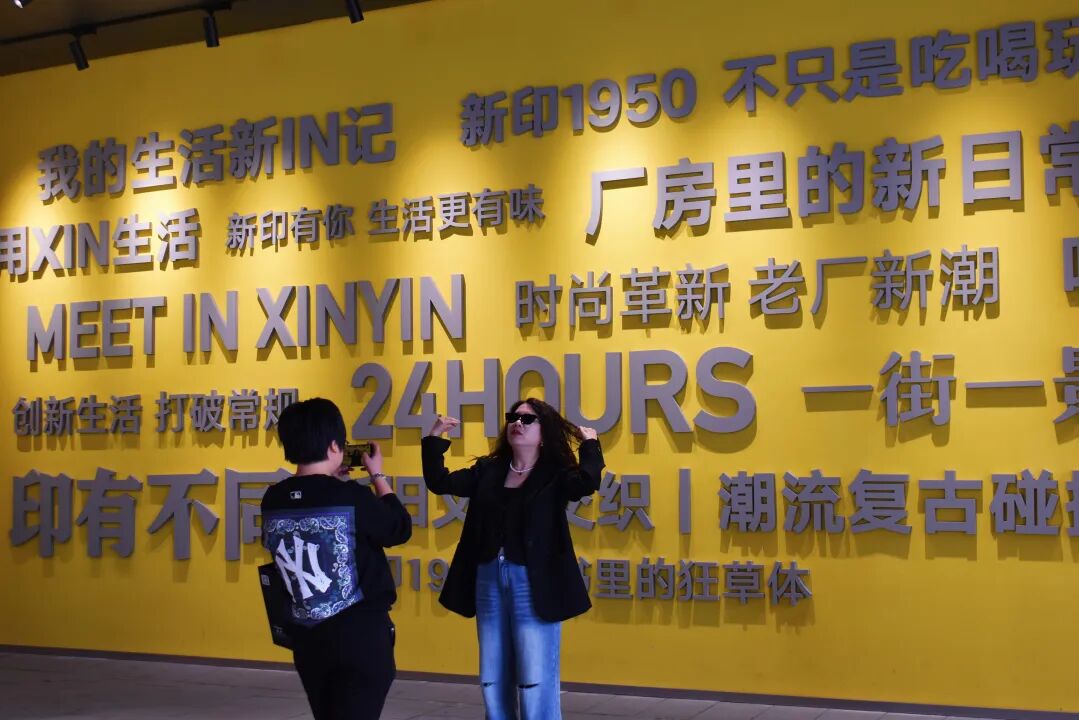 我的生活新IN记
新印1950
不只是吃喝玩
用XIN生活
新印有你 生活更有味
厂房里的新日常
MEET IN XINYIN
时尚革新 老厂新潮
创新生活 打破常规
24HOURS
一街一景
印有不同
织 | 潮流复古碰撞
里的狂草体
NY